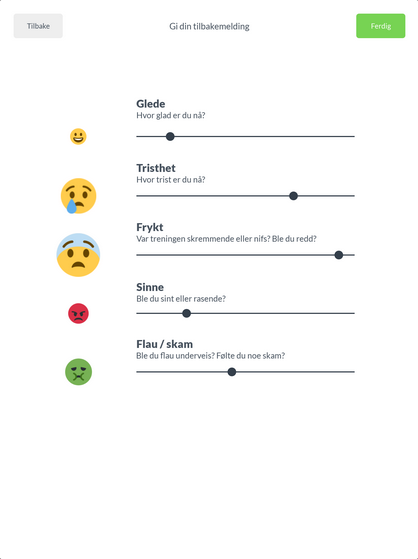 Tilbake
Gi din tilbakemelding
Ferdig
Glede
Hvor glad er du nå?
Tristhet
Hvor trist er du nå?
Frykt
Var treningen skremmende eller nifs? Ble du redd?
Sinne
Ble du sint eller rasende?
Flau / skam
Ble du flau underveis? Følte du noe skam?